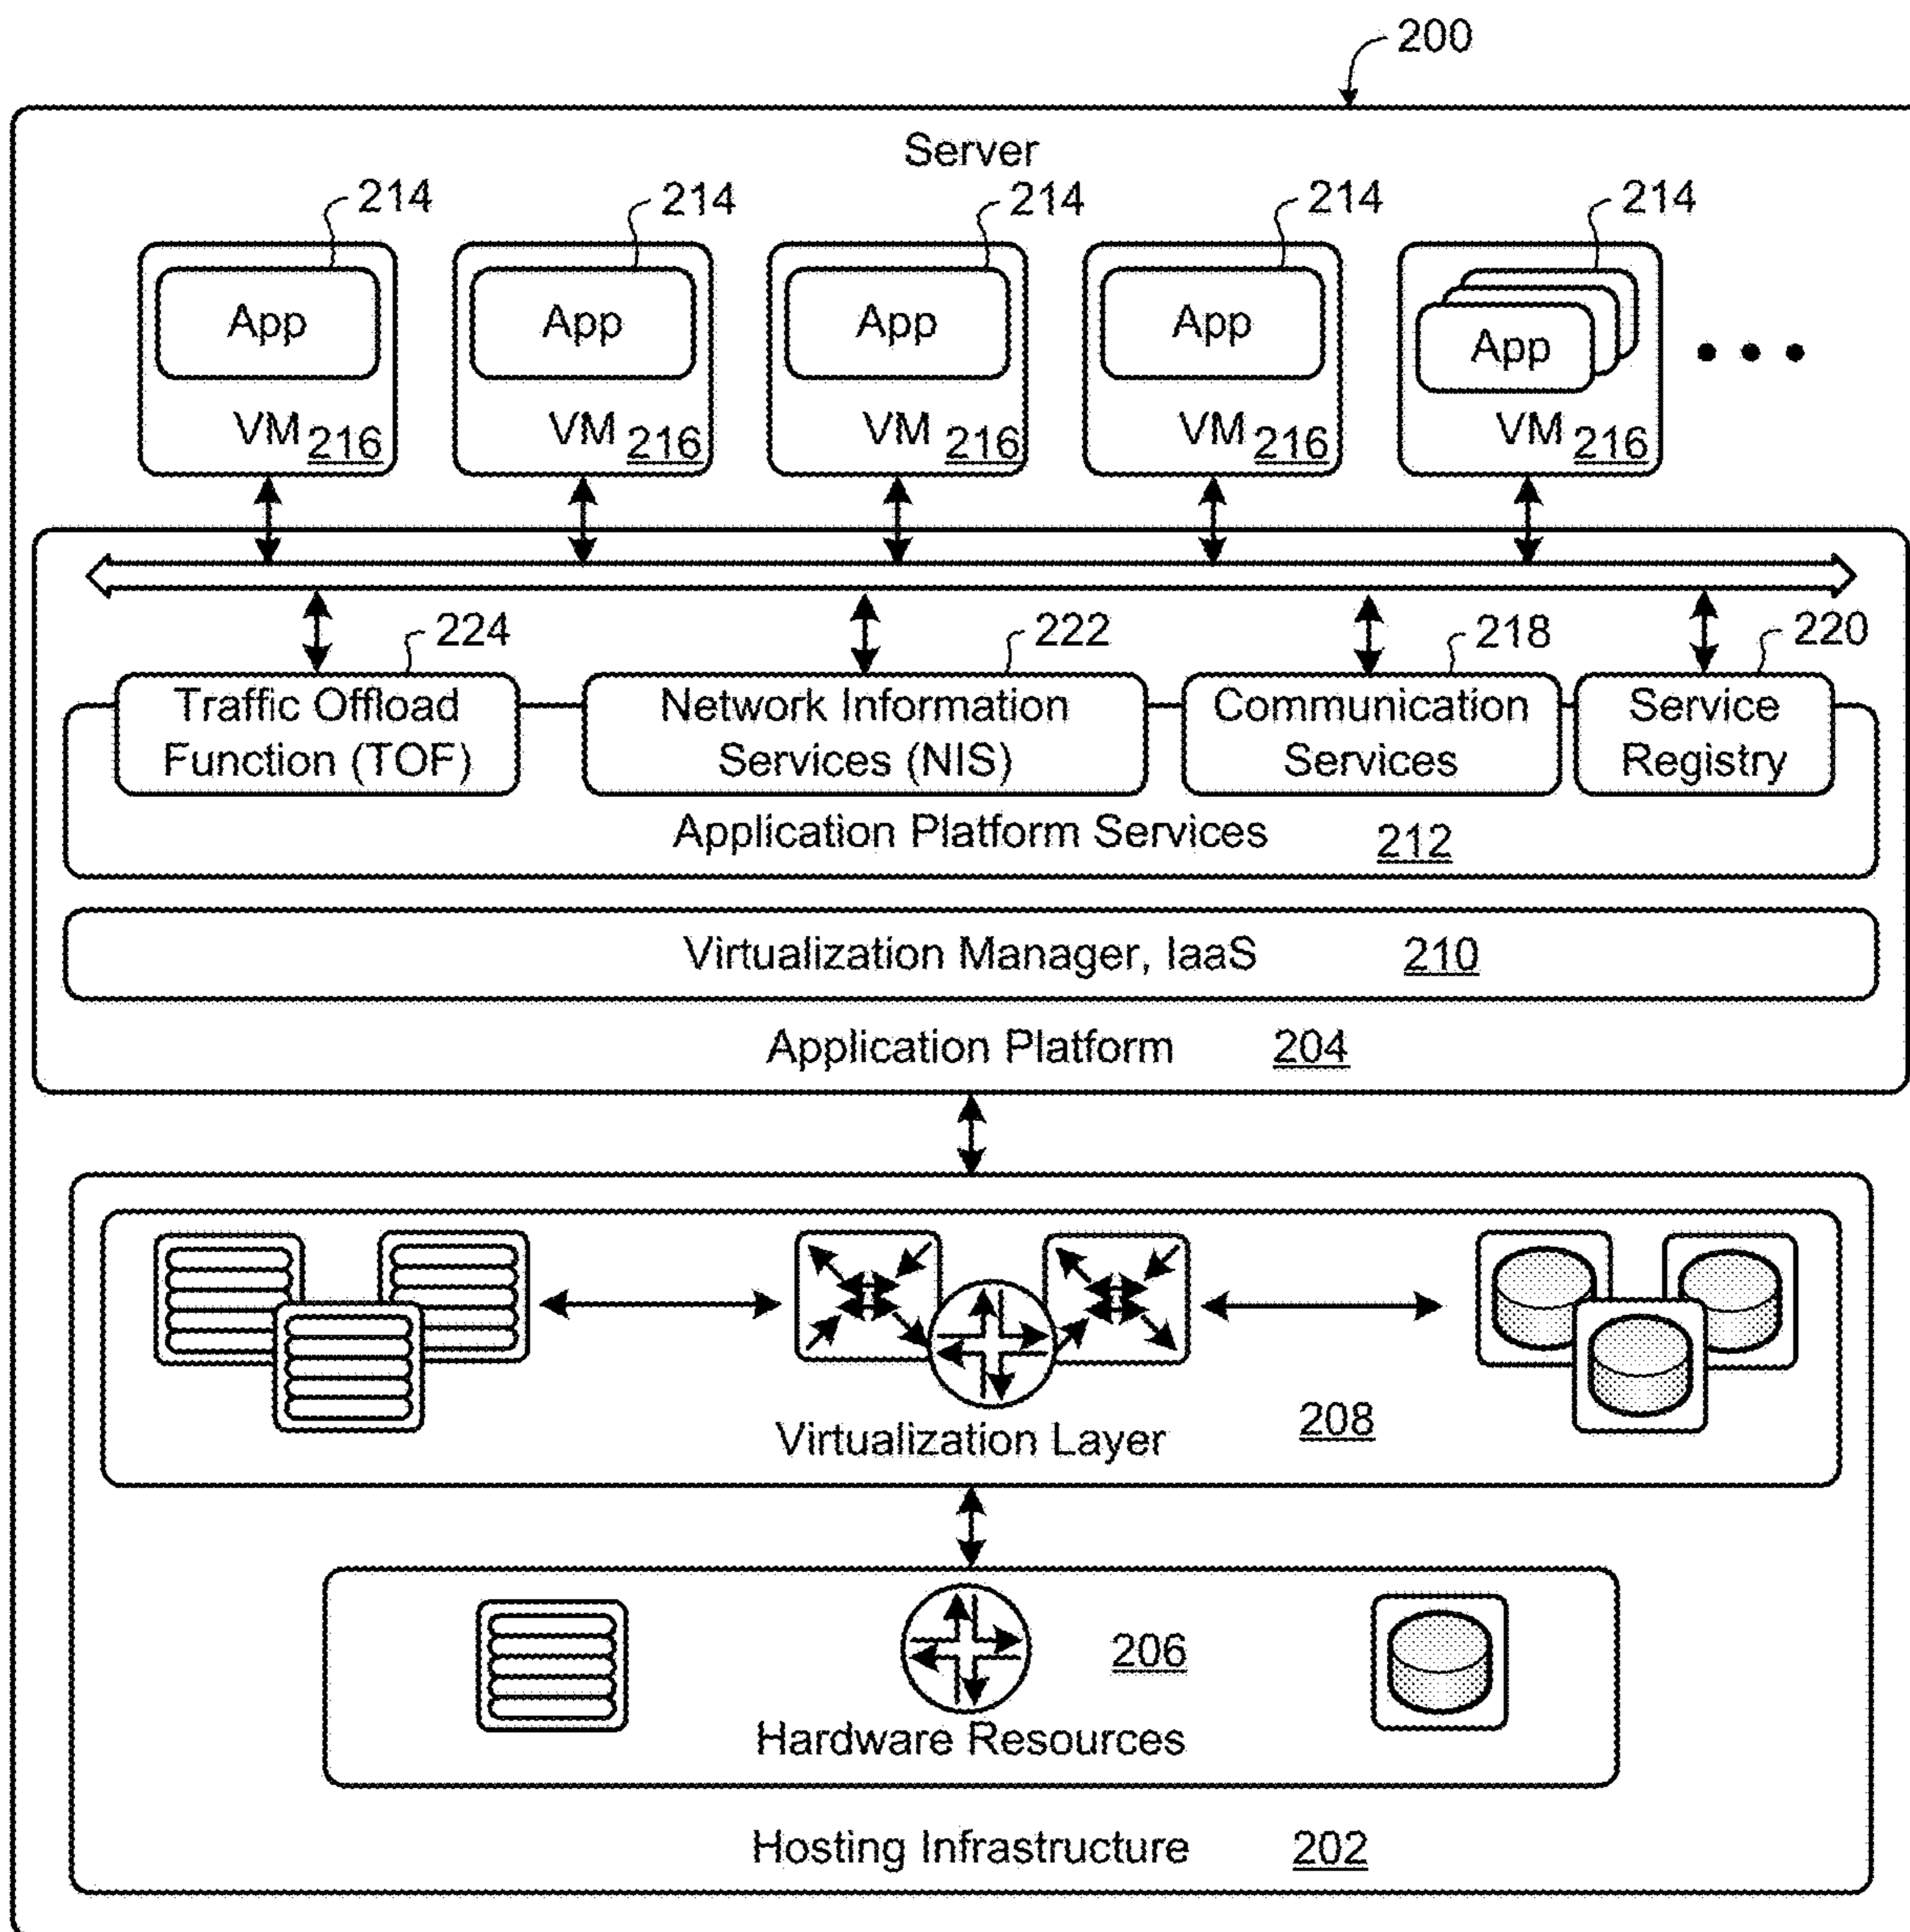 200
Server
214 214 214 214 214
App App App App App
VM 216 VM 216 VM 216 VM 216 VM 216
224 222 218 220
Traffic Offload
Function (TOF)
Network Information
Services (NIS)
Communication
Services
Service
Registry
Application Platform Services 212
Virtualization Manager, IaaS 210
Application Platform 204
208
Virtualization Layer
206
Hardware Resources
Hosting Infrastructure 202